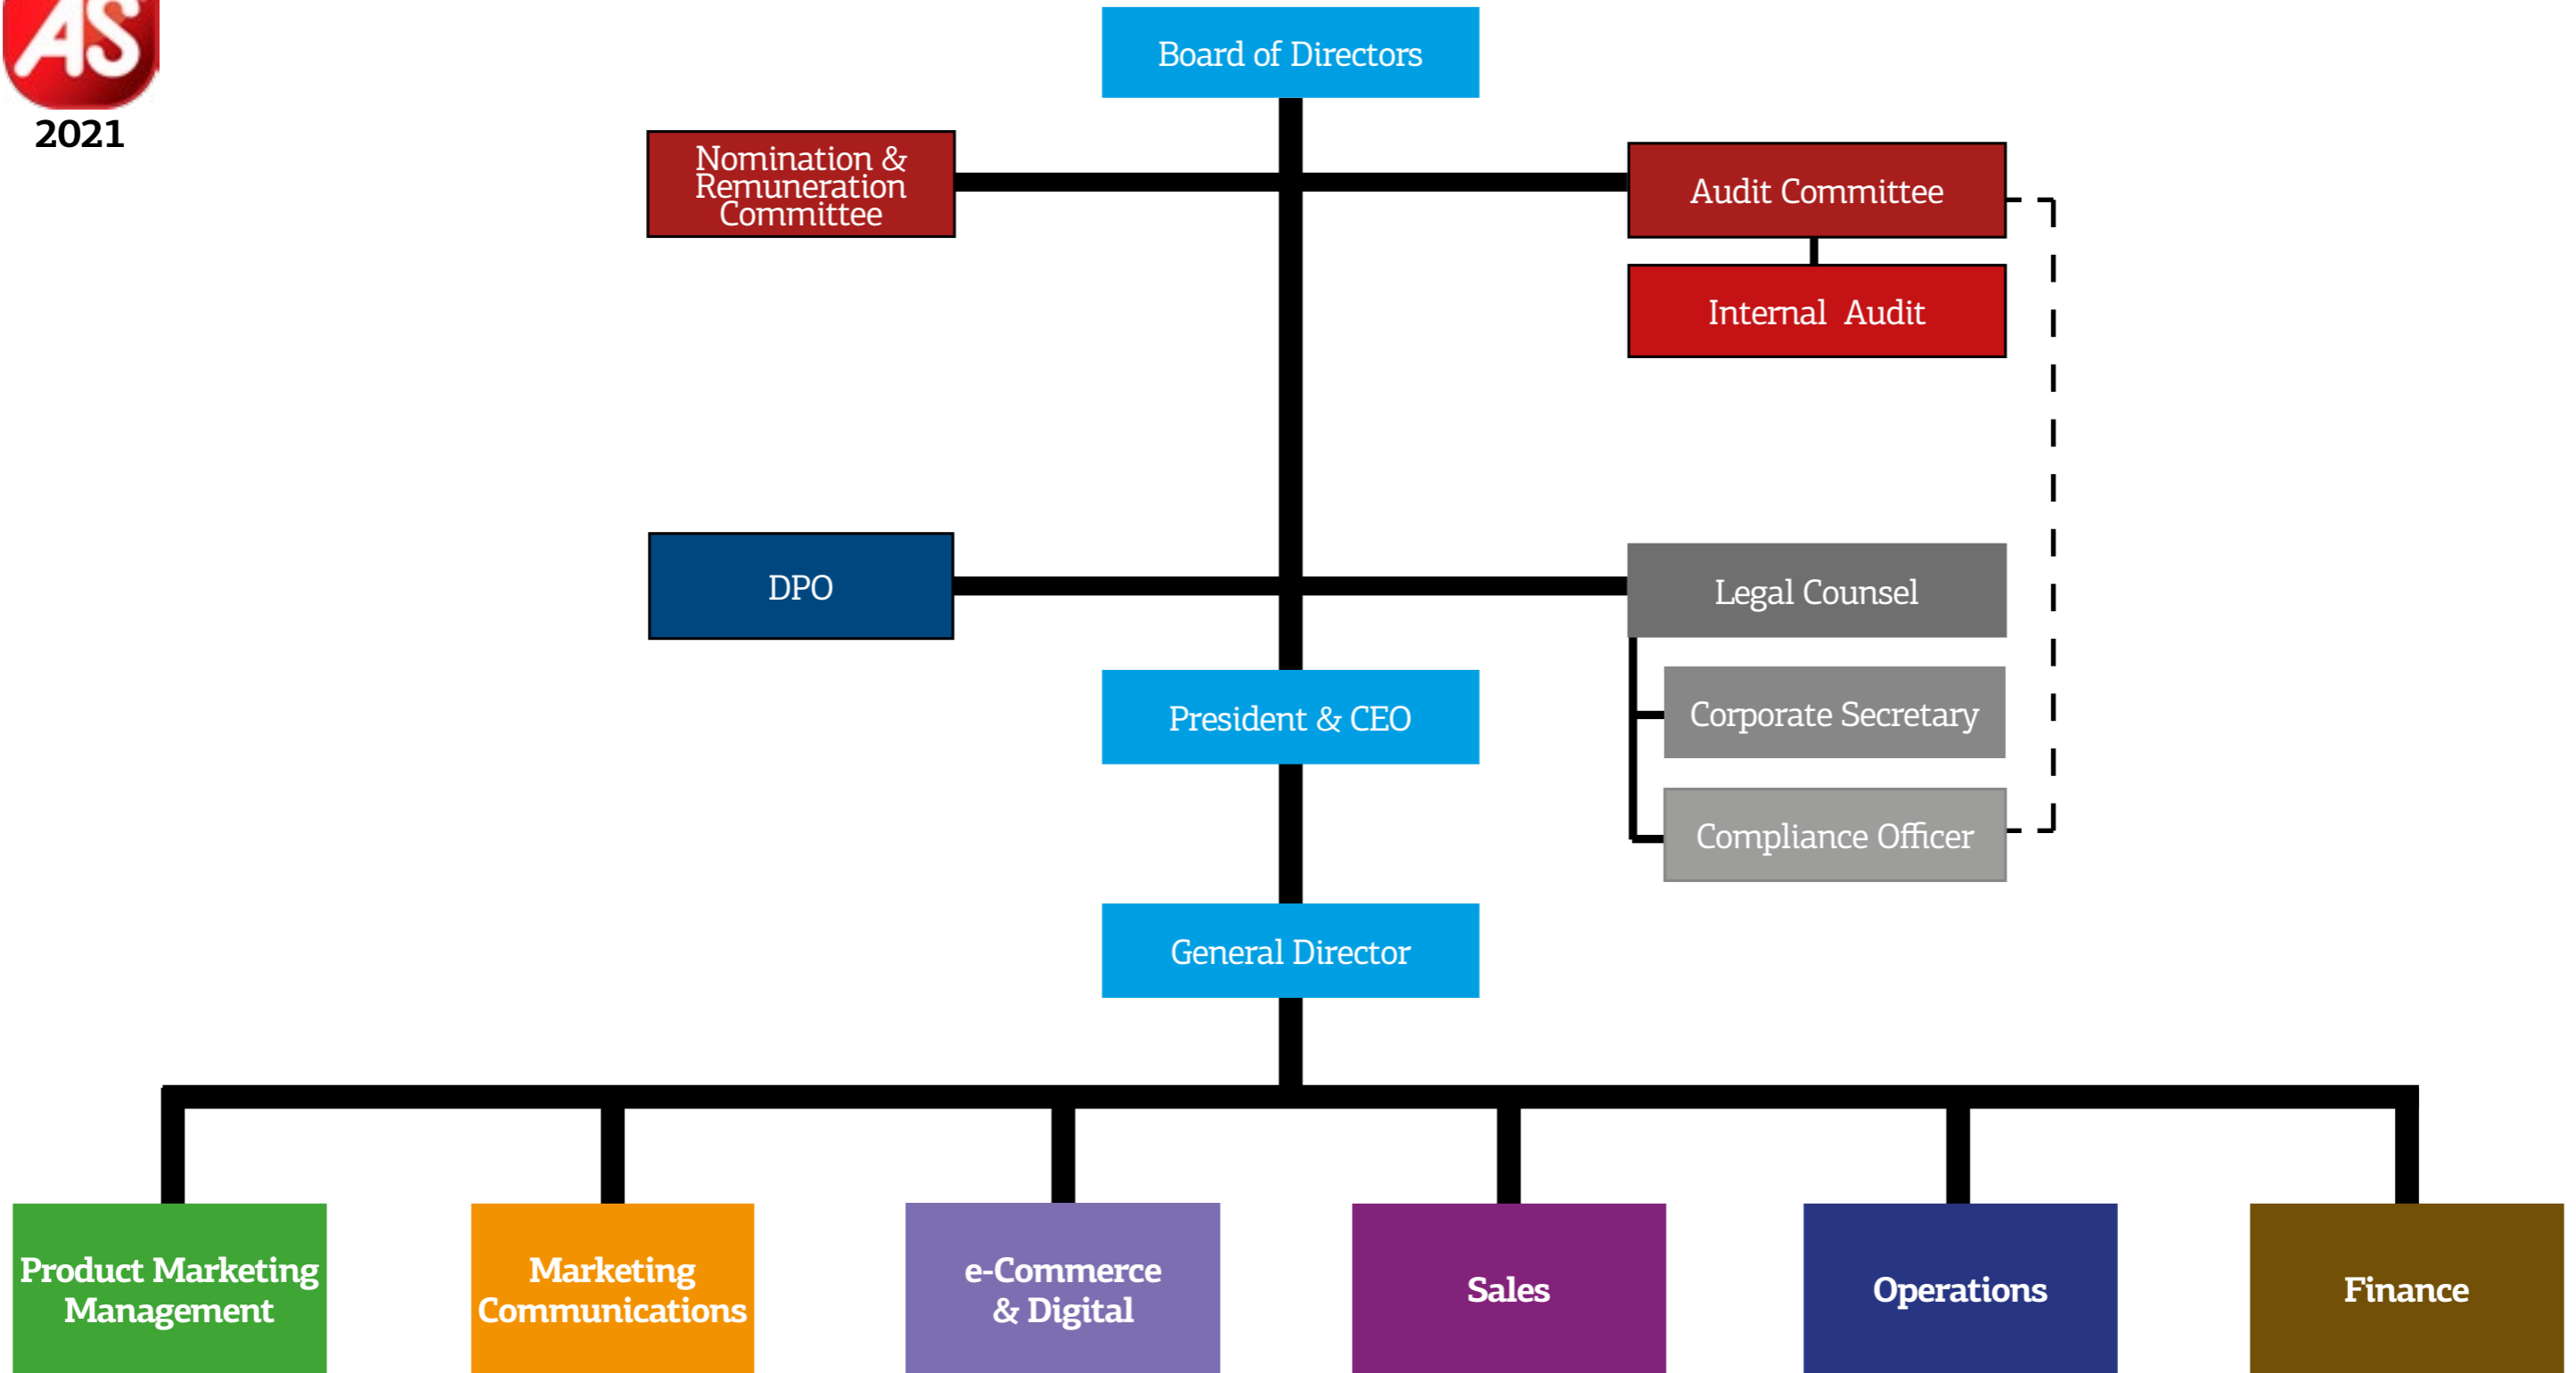 AS
2021
Board of Directors
Nomination &
Remuneration
Committee
Audit Committee
Internal Audit
DPO
Legal Counsel
President & CEO
Corporate Secretary
Compliance Officer
General Director
Product Marketing
Management
Marketing
Communications
e-Commerce
& Digital
Sales
Operations
Finance